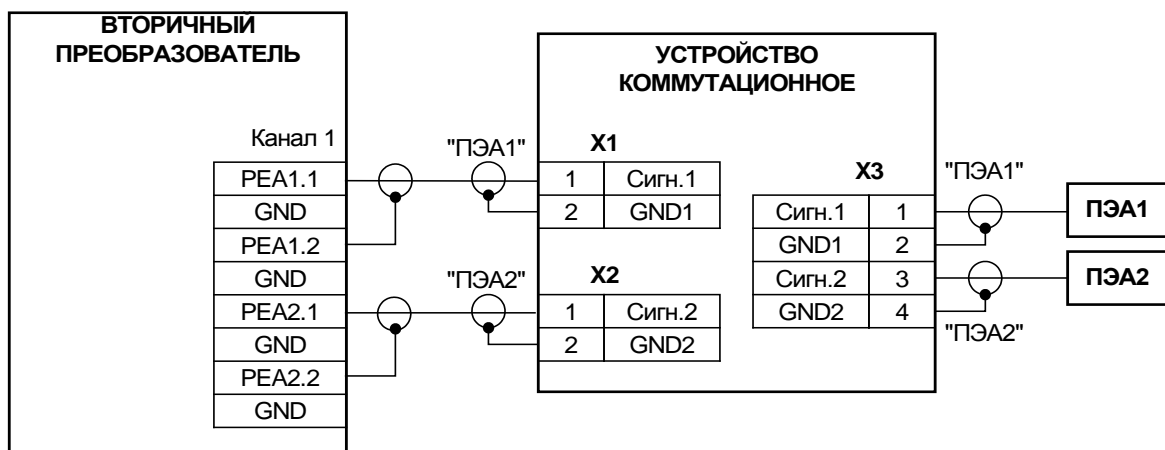 ВТОРИЧНЫЙ
ПРЕОБРАЗОВАТЕЛЬ
Канал 1
PEA1.1
GND
PEA1.2
GND
PEA2.1
GND
PEA2.2
GND
"ПЭА1"
"ПЭА2"
УСТРОЙСТВО
КОММУТАЦИОННОЕ
X1
1 Сигн.1
2 GND1
X2
1 Сигн.2
2 GND2
X3
Сигн.1 1
GND1 2
Сигн.2 3
GND2 4
"ПЭА1"
"ПЭА2"
ПЭА1
ПЭА2